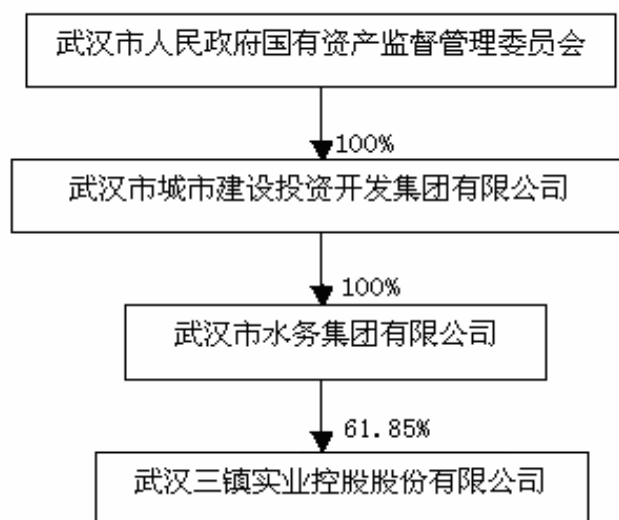 武汉市人民政府国有资产监督管理委员会
100%
武汉市城市建设投资开发集团有限公司
100%
武汉市水务集团有限公司
61.85%
武汉三镇实业控股股份有限公司